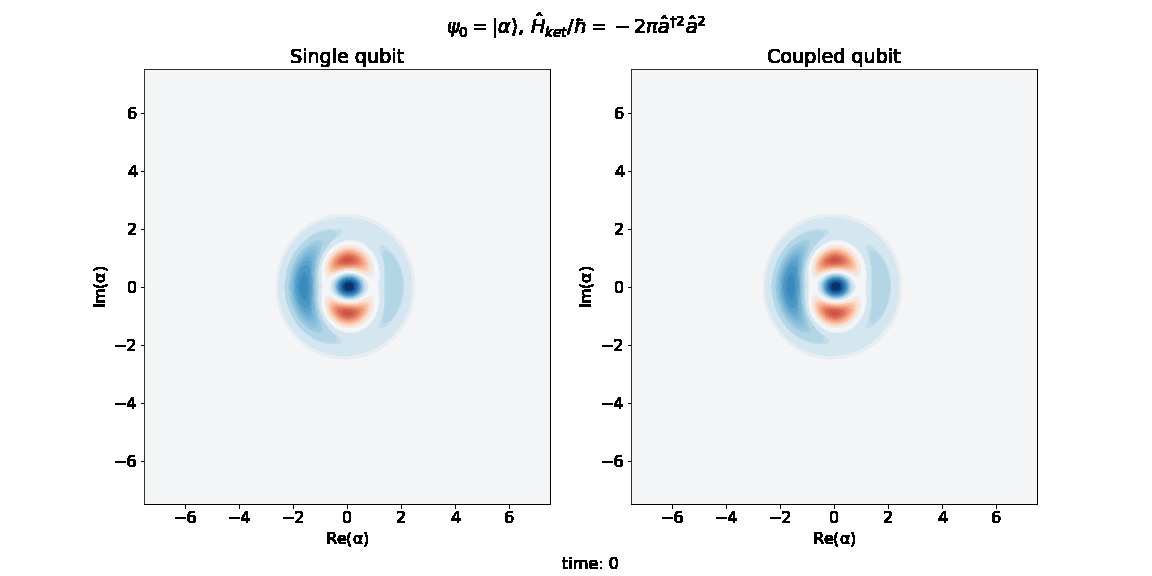 ψ₀ = |α⟩, Ĥₖₑₜ/ħ = − 2πâ†²â²
Single qubit
Coupled qubit
6
4
2
0
−2
−4
−6
Im(α)
−6 −4 −2 0 2 4 6
Re(α)
6
4
2
0
−2
−4
−6
Im(α)
−6 −4 −2 0 2 4 6
Re(α)
time: 0